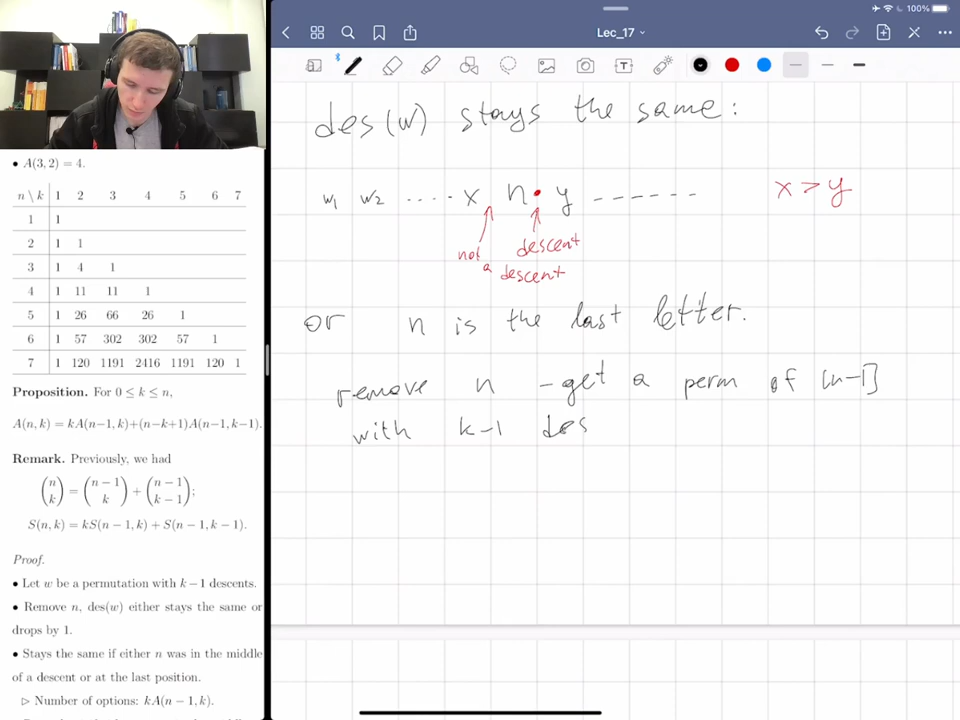 100%
Lec_17
• A(3, 2) = 4.
n \ k 1 2 3 4 5 6 7
1 1
2 1 1
3 1 4 1
4 1 11 11 1
5 1 26 66 26 1
6 1 57 302 302 57 1
7 1 120 1191 2416 1191 120 1
Proposition. For 0 ≤ k ≤ n,
A(n, k) = kA(n−1, k)+(n−k+1)A(n−1, k−1).
Remark. Previously, we had
(n k) = (n − 1 k) + (n − 1 k − 1);
S(n, k) = kS(n − 1, k) + S(n − 1, k − 1).
Proof.
• Let w be a permutation with k − 1 descents.
• Remove n, des(w) either stays the same or
drops by 1.
• Stays the same if either n was in the middle
of a descent or at the last position.
▷ Number of options: kA(n − 1, k).
des(w) stays the same:
w1 w2 .... x n • y ------- x > y
not a descent descent
or n is the last letter.
remove n - get a perm of [n-1]
with k-1 des